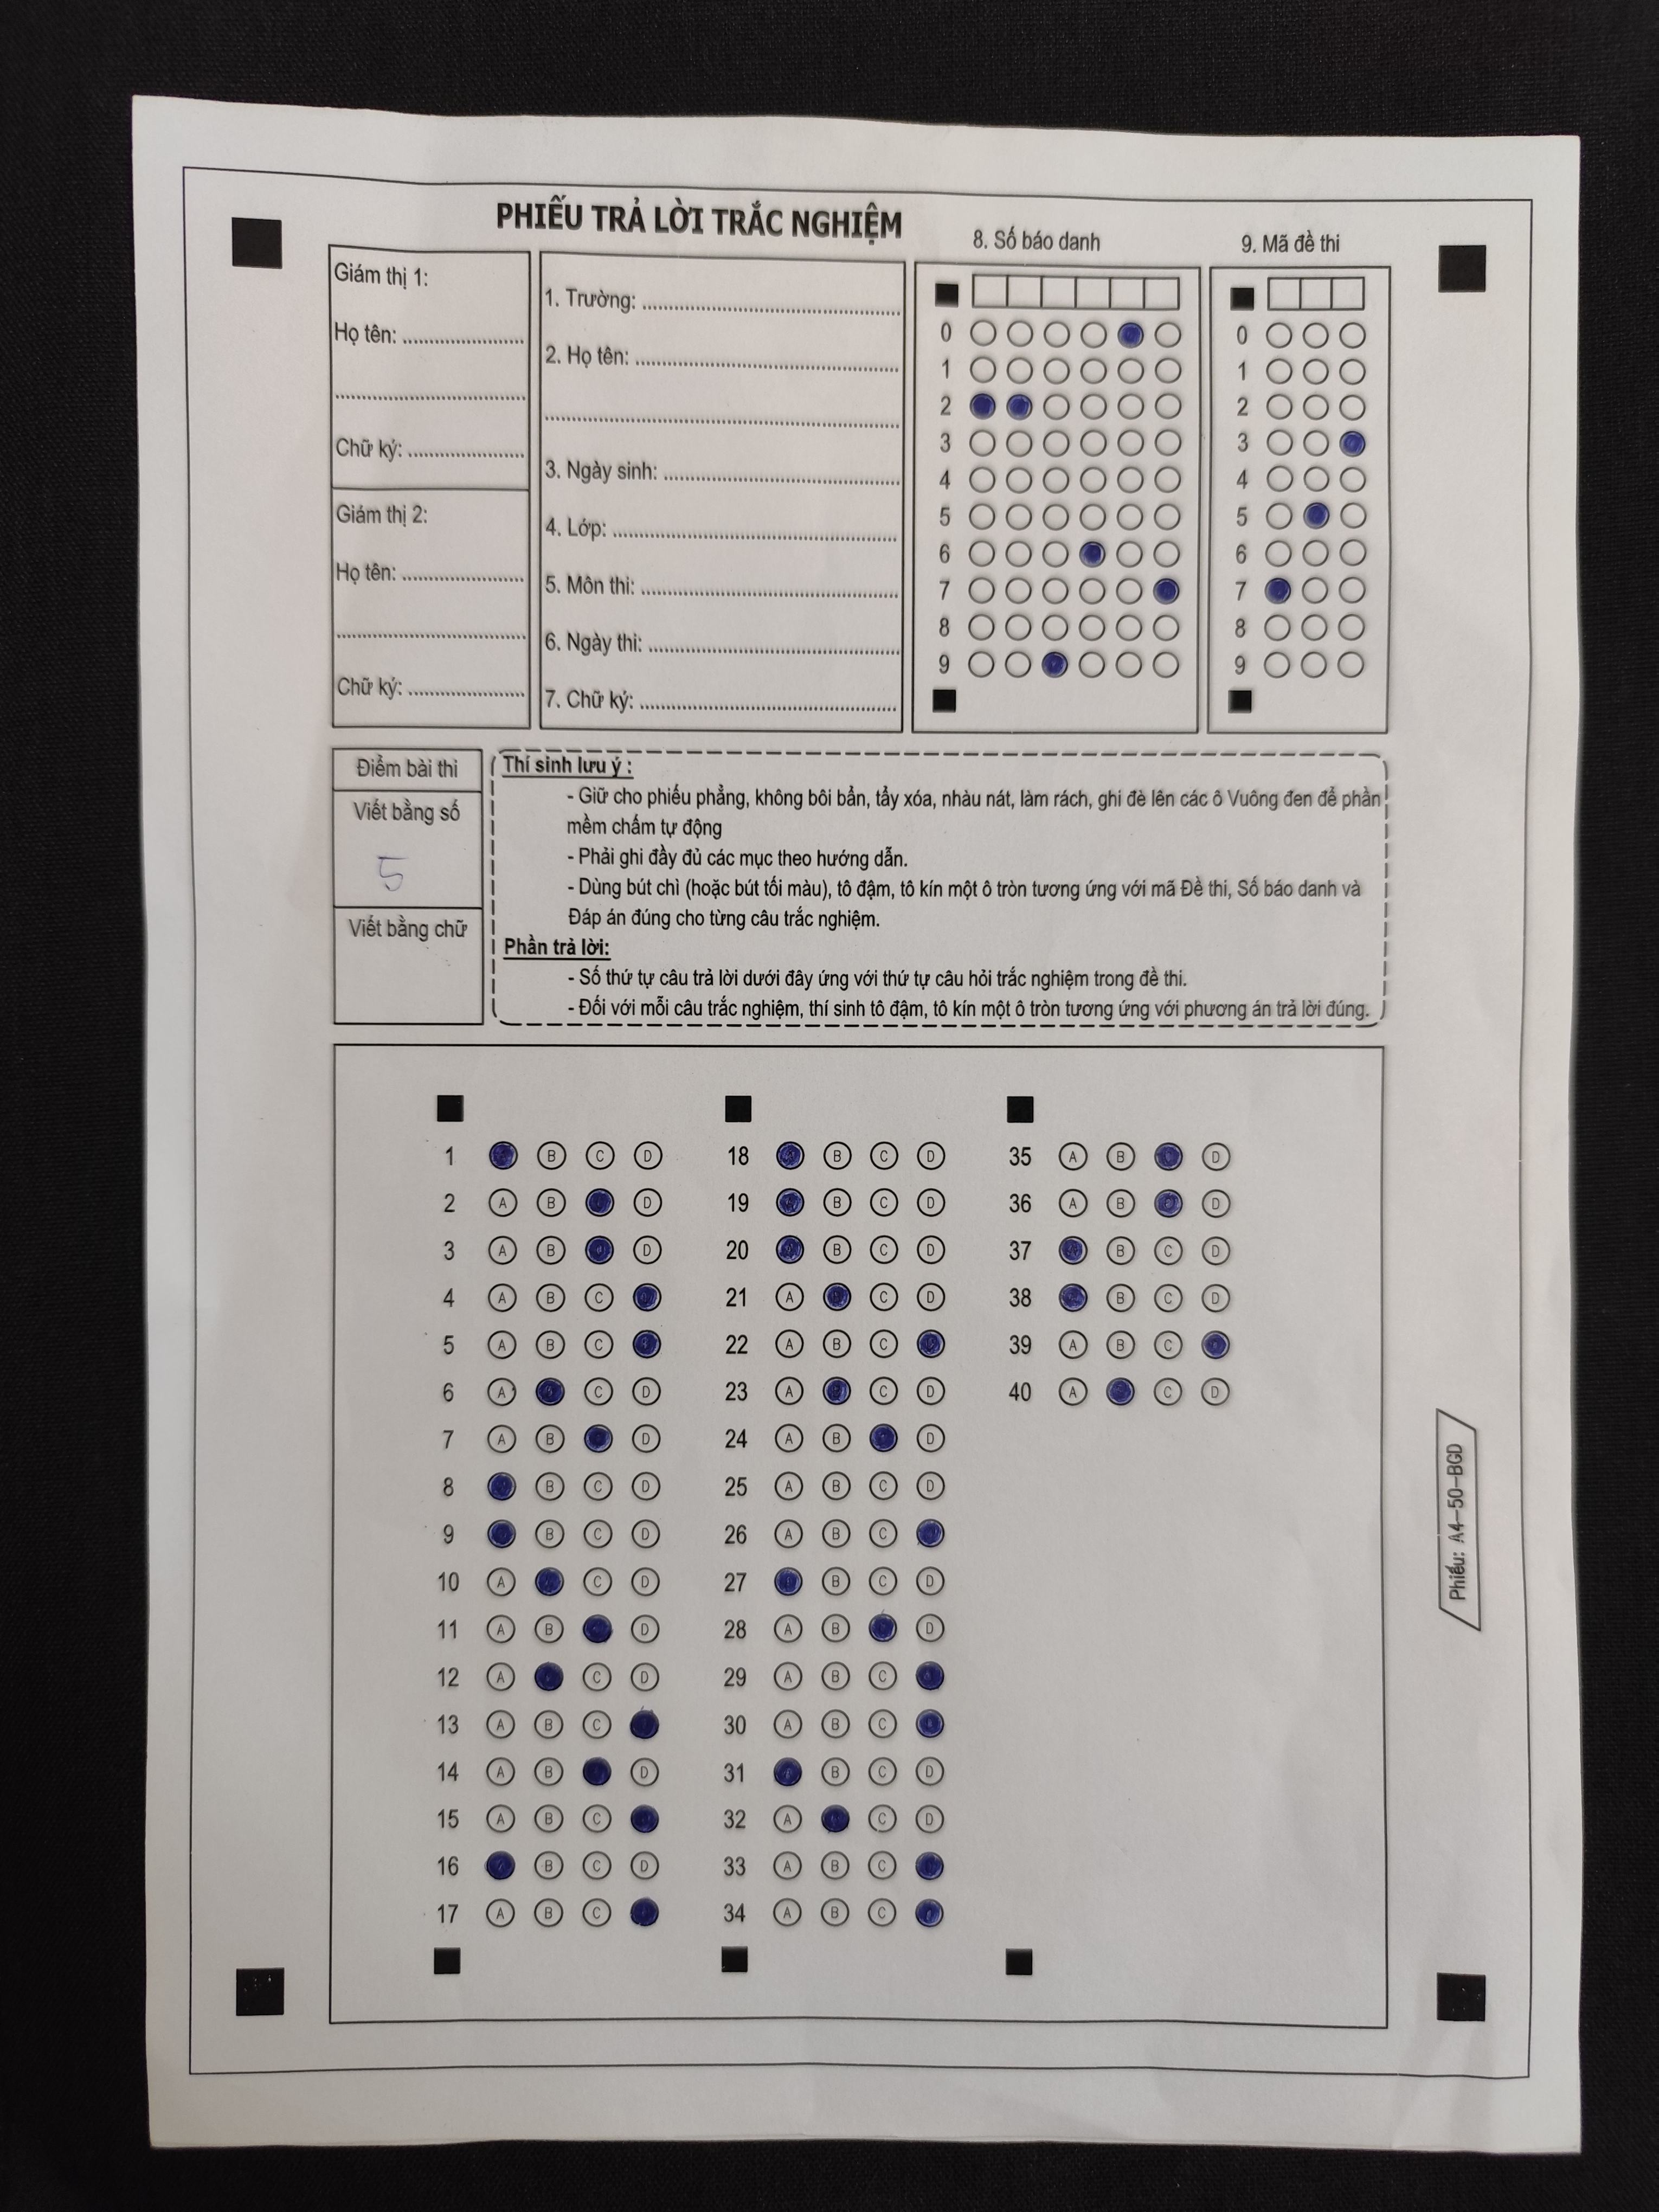 PHIẾU TRẢ LỜI TRẮC NGHIỆM
Giám thị 1:
Họ tên: ........................
........................
Chữ ký: ........................
Giám thị 2:
Họ tên: ........................
........................
Chữ ký: ........................
1. Trường: ........................
2. Họ tên: ........................
........................
3. Ngày sinh: ........................
4. Lớp: ........................
5. Môn thi: ........................
6. Ngày thi: ........................
7. Chữ ký: ........................
8. Số báo danh
0
1
2
3
4
5
6
7
8
9
9. Mã đề thi
0
1
2
3
4
5
6
7
8
9
Điểm bài thi
Viết bằng số
5
Viết bằng chữ
Thí sinh lưu ý :
- Giữ cho phiếu phẳng, không bôi bẩn, tẩy xóa, nhàu nát, làm rách, ghi đè lên các ô Vuông đen để phần
mềm chấm tự động
- Phải ghi đầy đủ các mục theo hướng dẫn.
- Dùng bút chì (hoặc bút tối màu), tô đậm, tô kín một ô tròn tương ứng với mã Đề thi, Số báo danh và
Đáp án đúng cho từng câu trắc nghiệm.
Phần trả lời:
- Số thứ tự câu trả lời dưới đây ứng với thứ tự câu hỏi trắc nghiệm trong đề thi.
- Đối với mỗi câu trắc nghiệm, thí sinh tô đậm, tô kín một ô tròn tương ứng với phương án trả lời đúng.
1 B C D
2 A B D
3 A B D
4 A B C
5 A B C
6 A C D
7 A B D
8 B C D
9 B C D
10 A C D
11 A B D
12 A C D
13 A B C
14 A B D
15 A B C
16 B C D
17 A B C
18 B C D
19 B C D
20 B C D
21 A C D
22 A B C
23 A C D
24 A B D
25 A B C D
26 A B C
27 B C D
28 A B D
29 A B C
30 A B C
31 B C D
32 A C D
33 A B C
34 A B C
35 A B D
36 A B D
37 B C D
38 B C D
39 A B C
40 A C D
Phiếu: A4-50-BGD